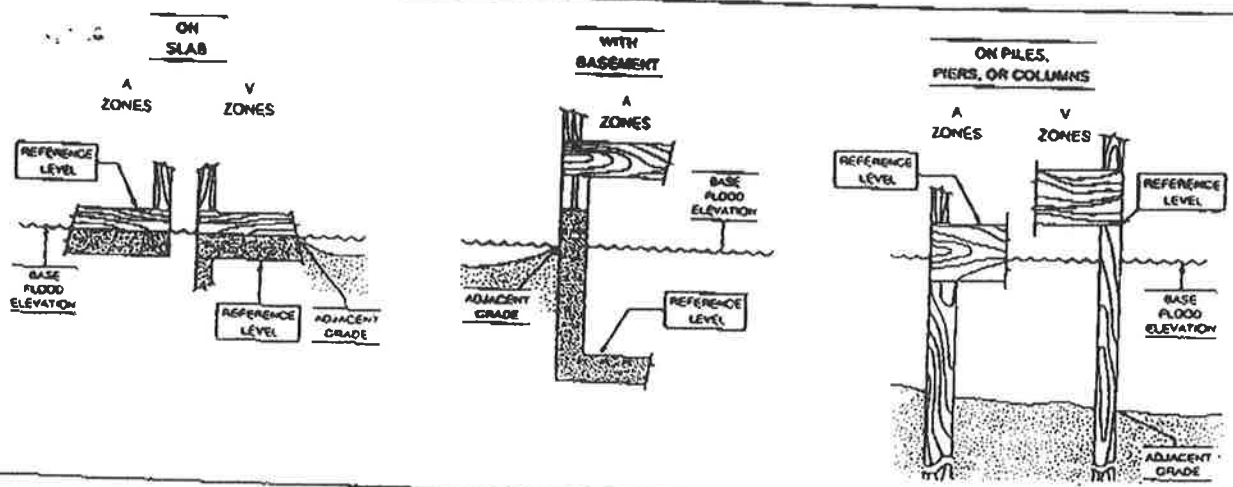 ON
SLAB
A
ZONES
V
ZONES
REFERENCE
LEVEL
BASE
FLOOD
ELEVATION
REFERENCE
LEVEL
ADJACENT
GRADE
WITH
BASEMENT
A
ZONES
BASE
FLOOD
ELEVATION
ADJACENT
GRADE
REFERENCE
LEVEL
ON PILES,
PIERS, OR COLUMNS
A
ZONES
V
ZONES
REFERENCE
LEVEL
REFERENCE
LEVEL
BASE
FLOOD
ELEVATION
ADJACENT
GRADE